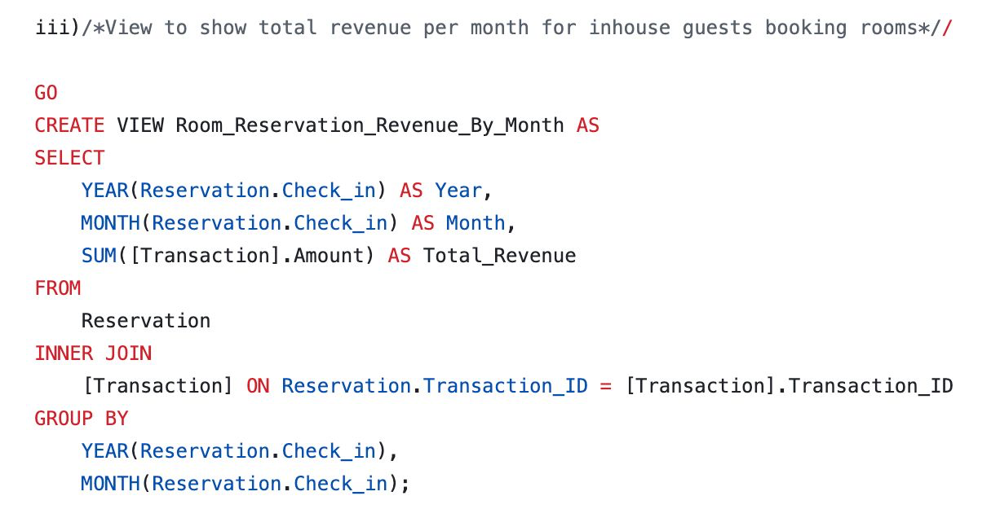 iii)/*View to show total revenue per month for inhouse guests booking rooms*//
GO
CREATE VIEW Room_Reservation_Revenue_By_Month AS
SELECT
    YEAR(Reservation.Check_in) AS Year,
    MONTH(Reservation.Check_in) AS Month,
    SUM([Transaction].Amount) AS Total_Revenue
FROM
    Reservation
INNER JOIN
    [Transaction] ON Reservation.Transaction_ID = [Transaction].Transaction_ID
GROUP BY
    YEAR(Reservation.Check_in),
    MONTH(Reservation.Check_in);